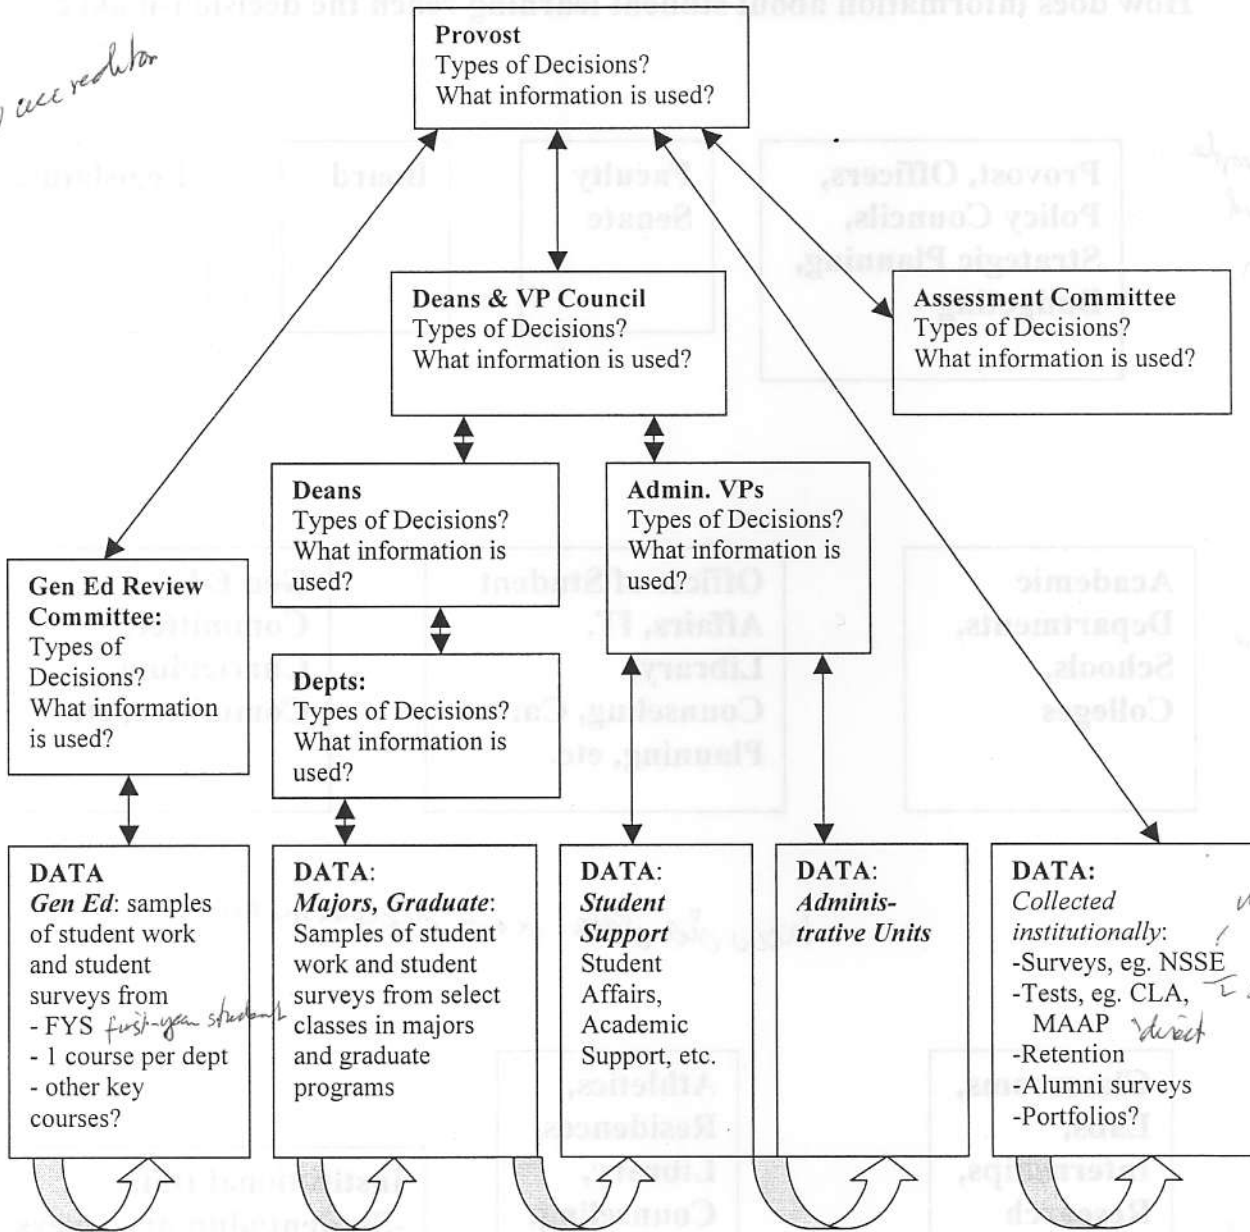 accreditor
Provost
Types of Decisions?
What information is used?
Deans & VP Council
Types of Decisions?
What information is used?
Assessment Committee
Types of Decisions?
What information is used?
Deans
Types of Decisions?
What information is
used?
Admin. VPs
Types of Decisions?
What information is
used?
Gen Ed Review
Committee:
Types of
Decisions?
What information
is used?
Depts:
Types of Decisions?
What information is
used?
DATA
Gen Ed: samples
of student work
and student
surveys from
- FYS first-year student
- 1 course per dept
- other key
courses?
DATA:
Majors, Graduate:
Samples of student
work and student
surveys from select
classes in majors
and graduate
programs
DATA:
Student
Support
Student
Affairs,
Academic
Support, etc.
DATA:
Adminis-
trative Units
DATA:
Collected
institutionally:
-Surveys, eg. NSSE
-Tests, eg. CLA,
MAAP direct
-Retention
-Alumni surveys
-Portfolios?